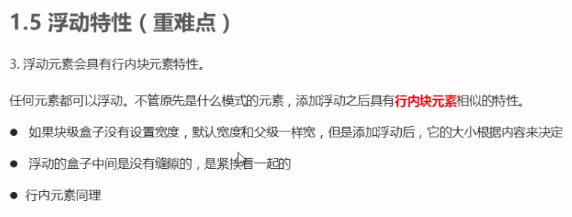 1.5 浮动特性（重难点）
3. 浮动元素会具有行内块元素特性。
任何元素都可以浮动。不管原先是什么模式的元素，添加浮动之后具有行内块元素相似的特性。
● 如果块级盒子没有设置宽度，默认宽度和父级一样宽，但是添加浮动后，它的大小根据内容来决定
● 浮动的盒子中间是没有缝隙的，是紧挨着一起的
● 行内元素同理